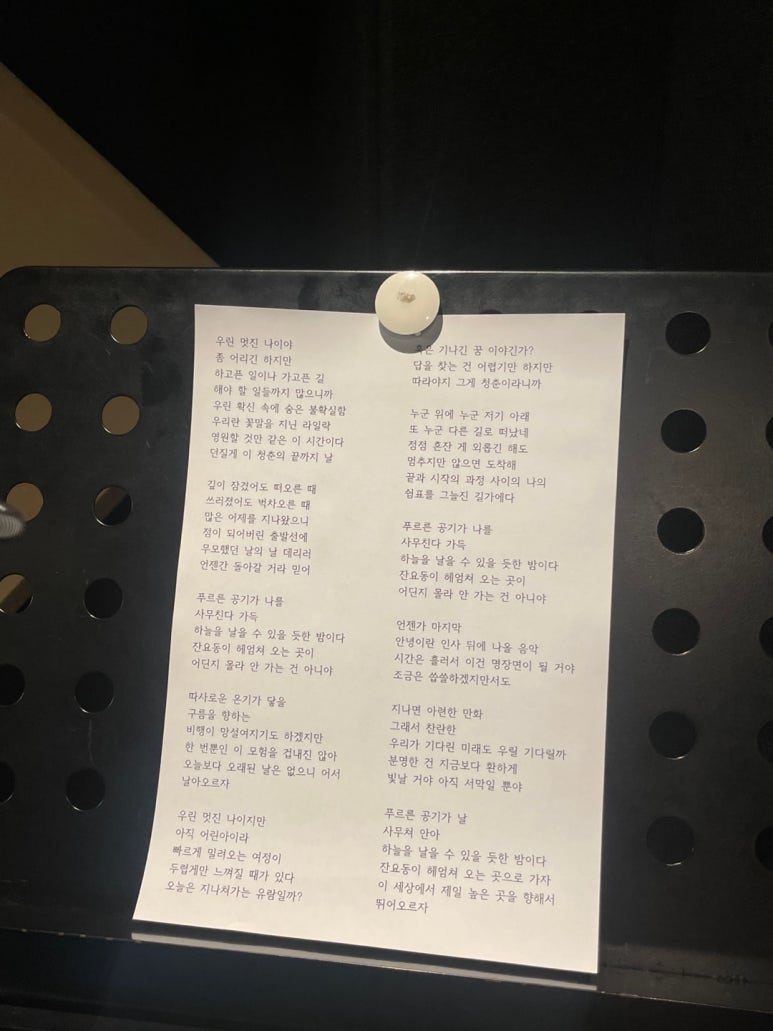 우린 멋진 나이야
좀 어리긴 하지만
하고픈 일이나 가고픈 길
해야 할 일들까지 많으니까
우린 확신 속에 숨은 불확실함
우리란 꽃말을 지닌 라일락
영원할 것만 같은 이 시간이다
던질게 이 청춘의 끝까지 날
깊이 잠겼어도 떠오른 때
쓰러졌어도 벅차오른 때
많은 어제를 지나왔으니
점이 되어버린 출발선에
무모했던 날의 날 데리러
언젠간 돌아갈 거라 믿어
푸르른 공기가 나를
사무친다 가득
하늘을 날을 수 있을 듯한 밤이다
잔요동이 헤엄쳐 오는 곳이
어딘지 몰라 안 가는 건 아니야
따사로운 온기가 닿을
구름을 향하는
비행이 망설여지기도 하겠지만
한 번뿐인 이 모험을 겁내진 않아
오늘보다 오래된 날은 없으니 어서
날아오르자
우린 멋진 나이지만
아직 어린아이라
빠르게 밀려오는 여정이
두렵게만 느껴질 때가 있다
오늘은 지나쳐가는 유람일까?
혹은 기나긴 꿈 이야긴가?
답을 찾는 건 어렵기만 하지만
따라야지 그게 청춘이라니까
누군 위에 누군 저기 아래
또 누군 다른 길로 떠났네
점점 혼잔 게 외롭긴 해도
멈추지만 않으면 도착해
끝과 시작의 과정 사이의 나의
쉼표를 그늘진 길가에다
푸르른 공기가 나를
사무친다 가득
하늘을 날을 수 있을 듯한 밤이다
잔요동이 헤엄쳐 오는 곳이
어딘지 몰라 안 가는 건 아니야
언젠가 마지막
안녕이란 인사 뒤에 나올 음악
시간은 흘러서 이건 명장면이 될 거야
조금은 씁쓸하겠지만서도
지나면 아련한 만화
그래서 찬란한
우리가 기다린 미래도 우릴 기다릴까
분명한 건 지금보다 환하게
빛날 거야 아직 서막일 뿐야
푸르른 공기가 날
사무쳐 안아
하늘을 날을 수 있을 듯한 밤이다
잔요동이 헤엄쳐 오는 곳으로 가자
이 세상에서 제일 높은 곳을 향해서
뛰어오르자